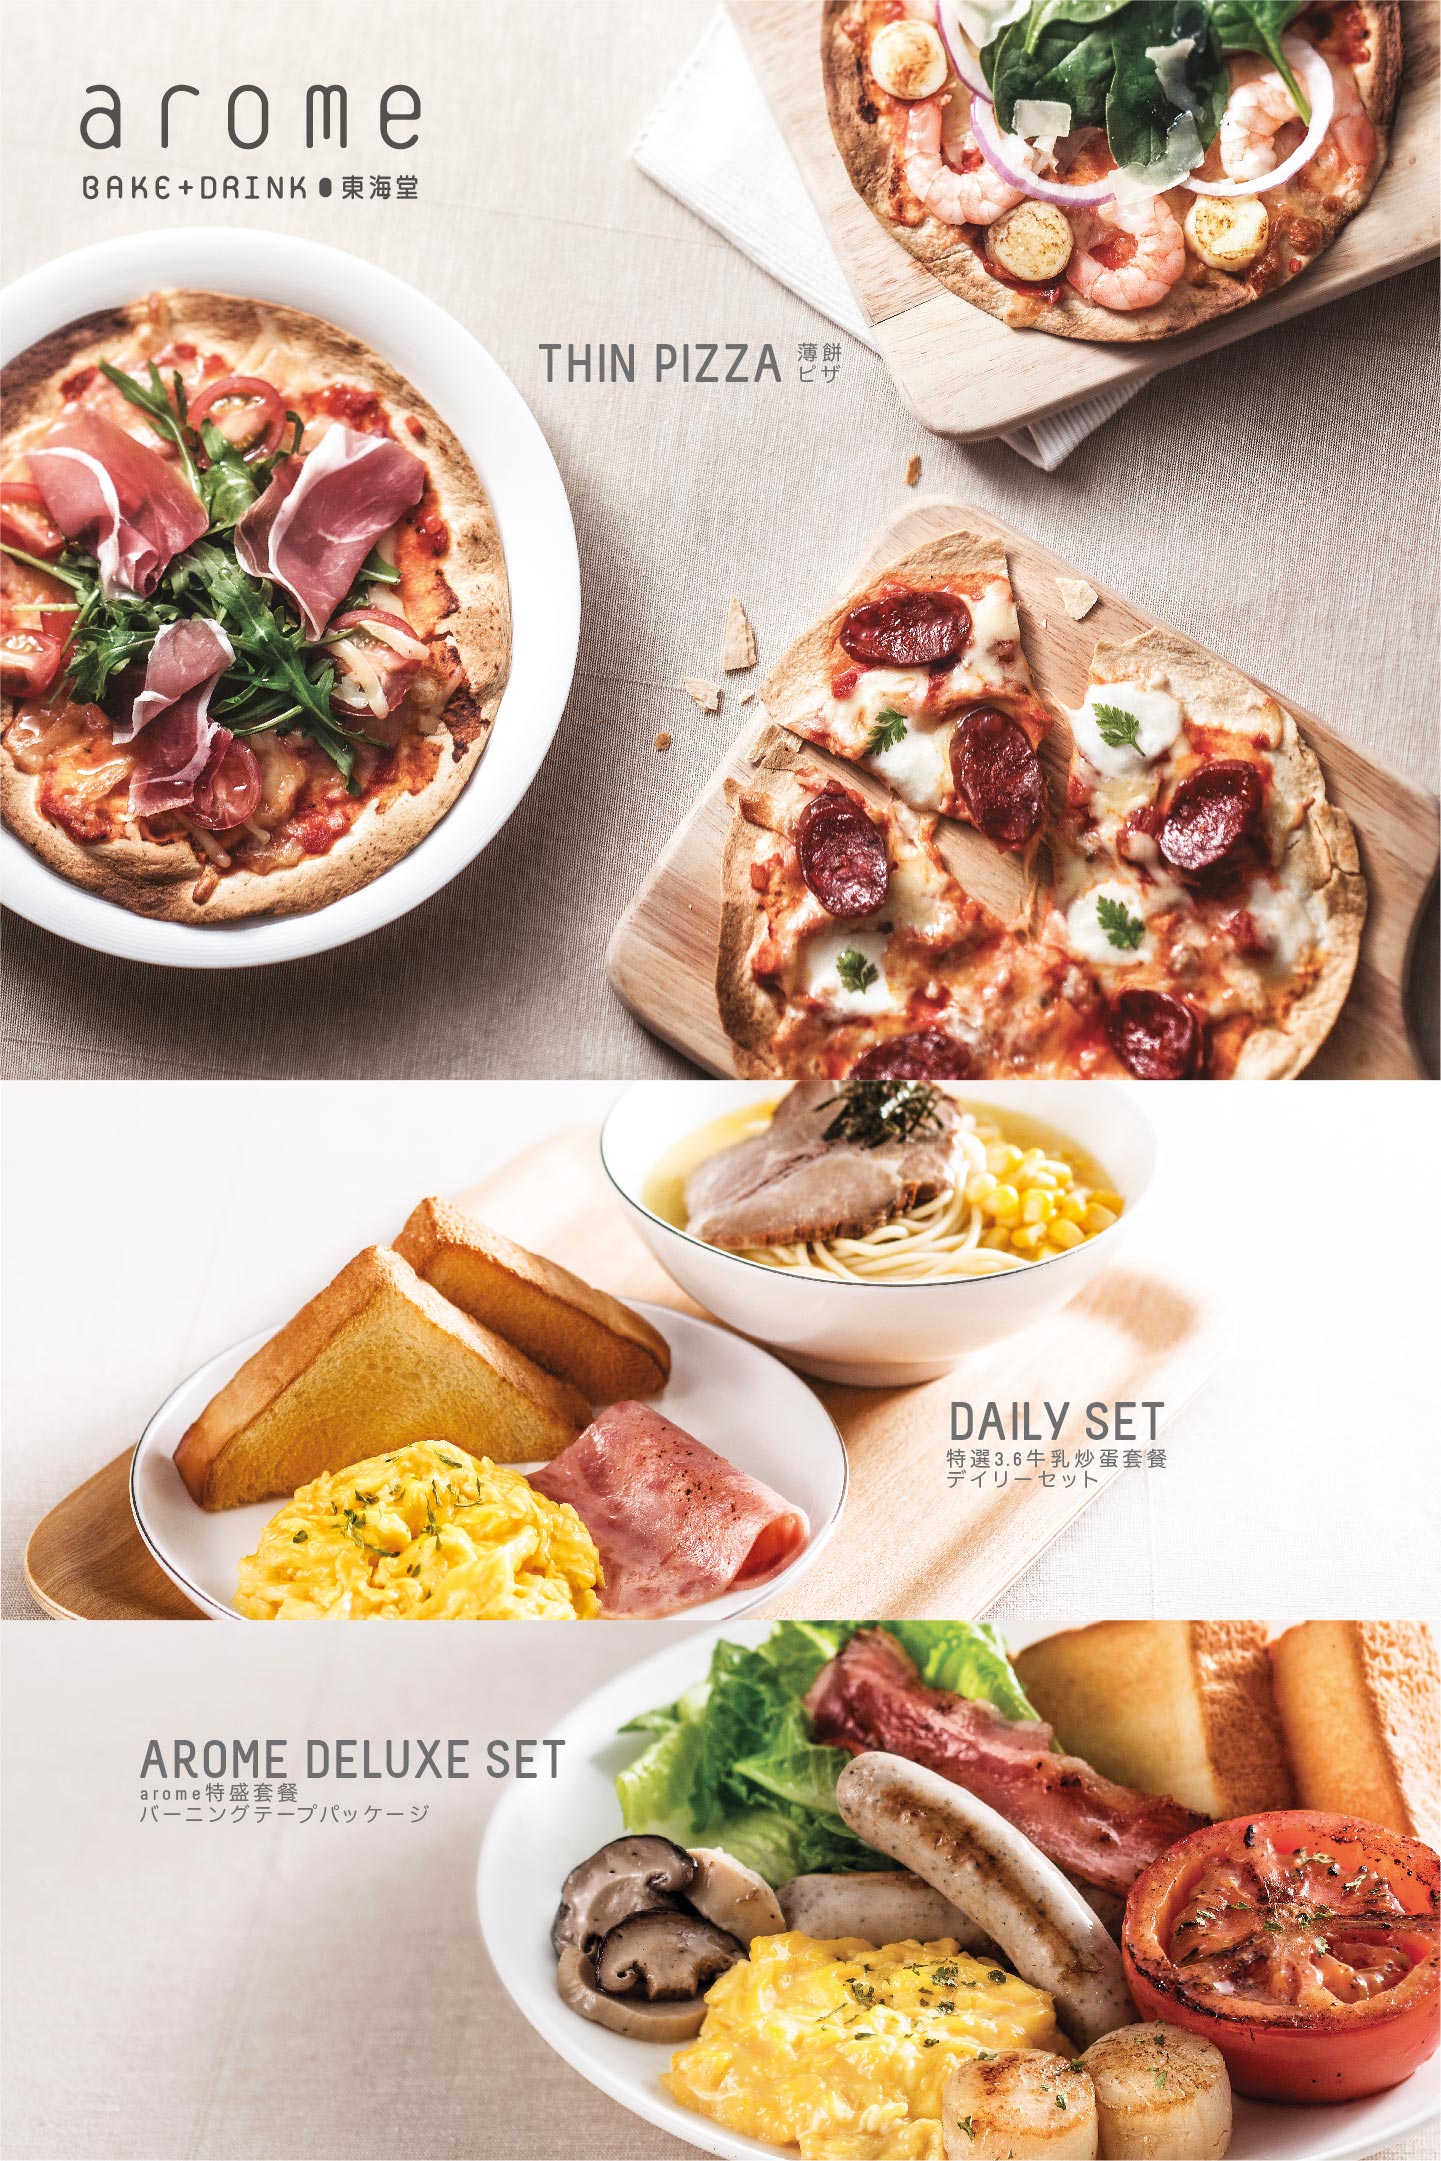 arome
BAKE+DRINK 東海堂
THIN PIZZA 薄餅
ピザ
DAILY SET
特選3.6牛乳炒蛋套餐
デイリーセット
AROME DELUXE SET
arome特盛套餐
バーニングテープパッケージ